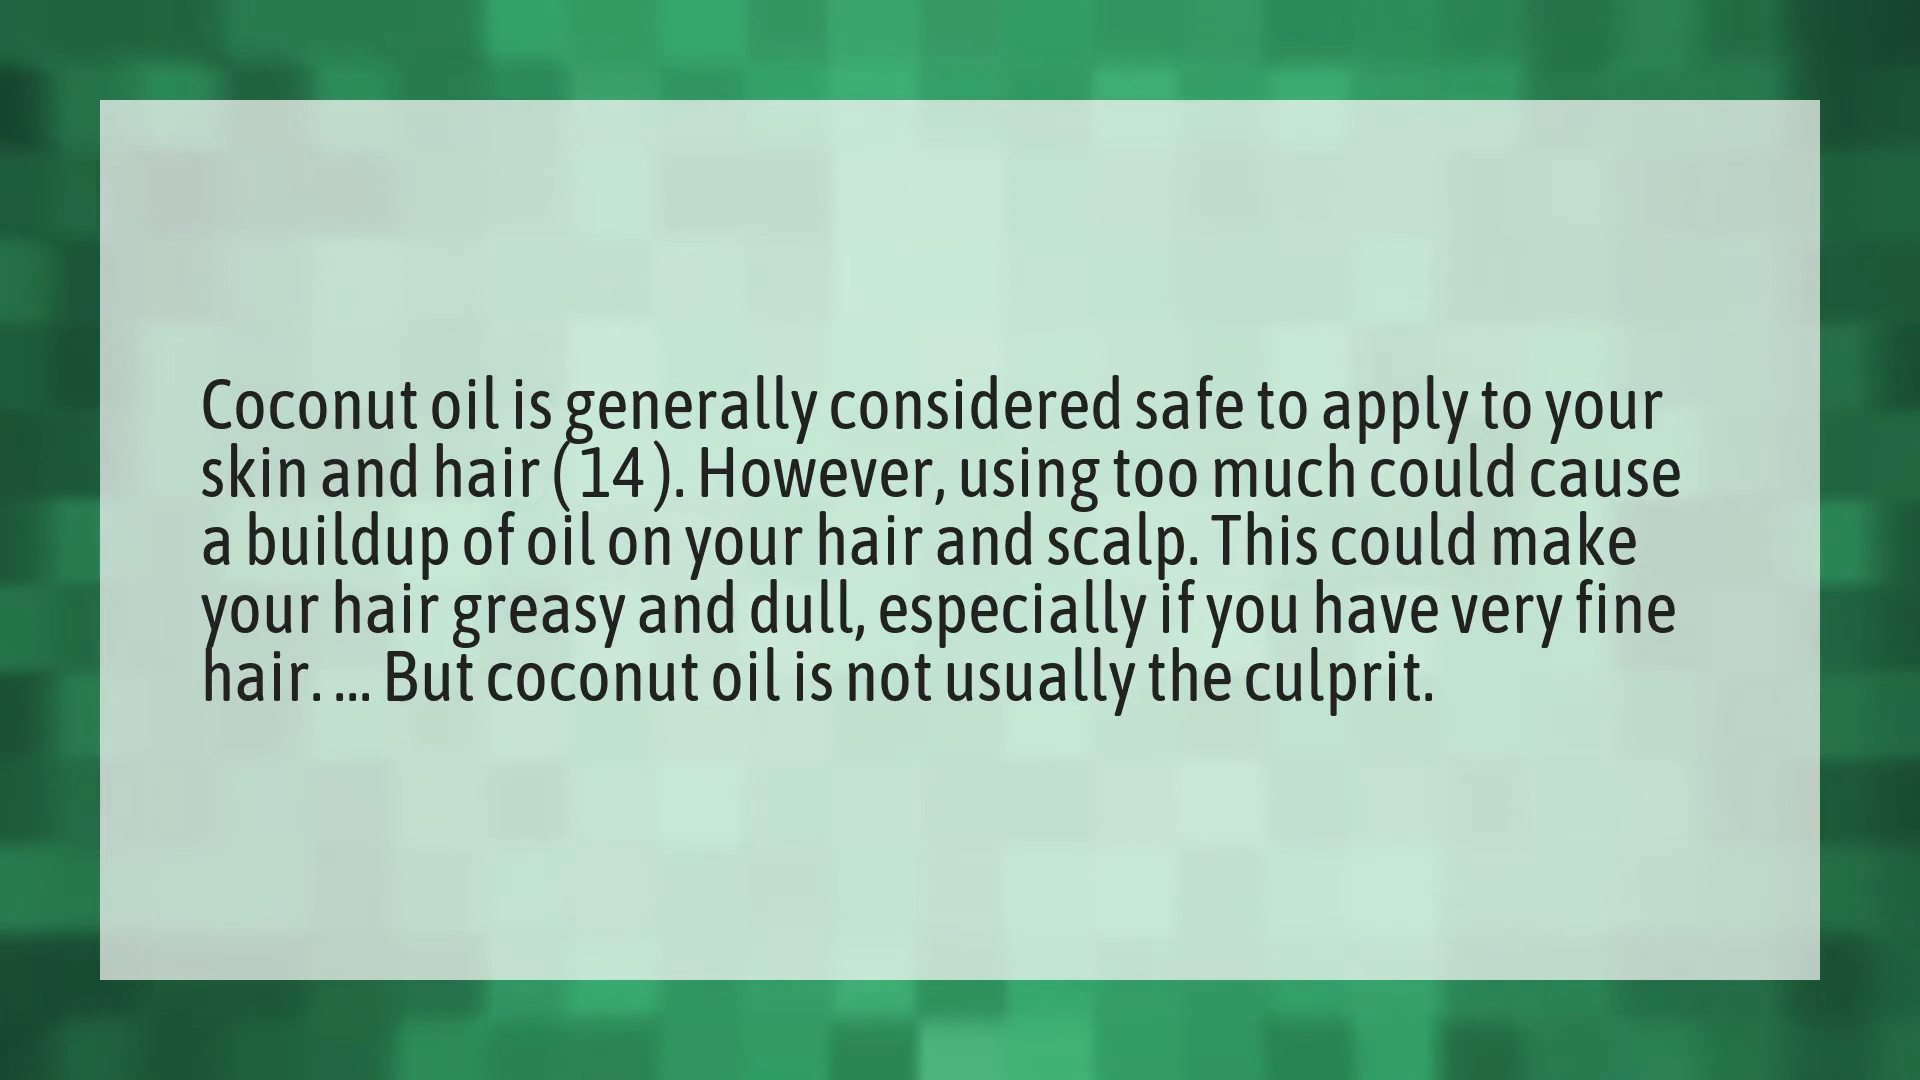 Coconut oil is generally considered safe to apply to your
skin and hair (14). However, using too much could cause
a buildup of oil on your hair and scalp. This could make
your hair greasy and dull, especially if you have very fine
hair. ... But coconut oil is not usually the culprit.